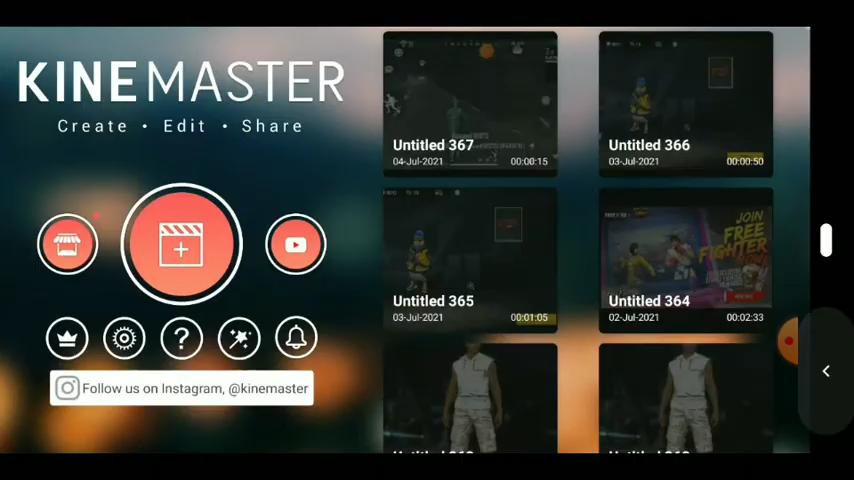 KINEMASTER
Create • Edit • Share
Follow us on Instagram, @kinemaster
Untitled 367
04-Jul-2021 00:00:15
Untitled 366
03-Jul-2021 00:00:50
Untitled 365
03-Jul-2021 00:01:05
JOIN
FREE
FIGHTER
NOW
Untitled 364
02-Jul-2021 00:02:33